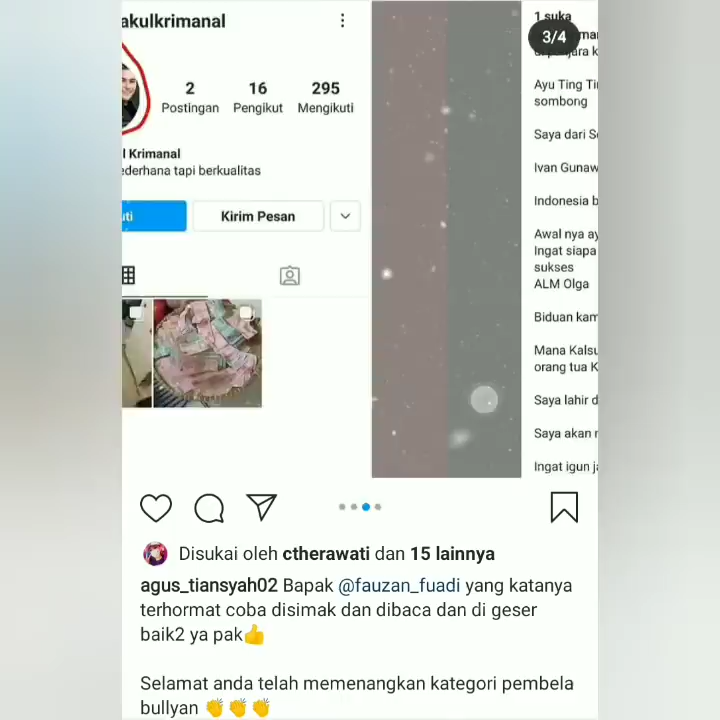 akulkrimanal
2
16
295
Postingan
Pengikut
Mengikuti
l Krimanal
ederhana tapi berkualitas
Kirim Pesan
1 suka
3/4
Ayu Ting Ti
sombong
Saya dari S
Ivan Gunaw
Indonesia b
Awal nya ay
Ingat siapa
sukses
ALM Olga
Biduan kam
Mana Kalsu
orang tua K
Saya lahir d
Saya akan
Ingat igun
Disukai oleh ctherawati dan 15 lainnya
agus_tiansyah02 Bapak @fauzan_fuadi yang katanya
terhormat coba disimak dan dibaca dan di geser
baik2 ya pak👍
Selamat anda telah memenangkan kategori pembela
bullyan 👏👏👏